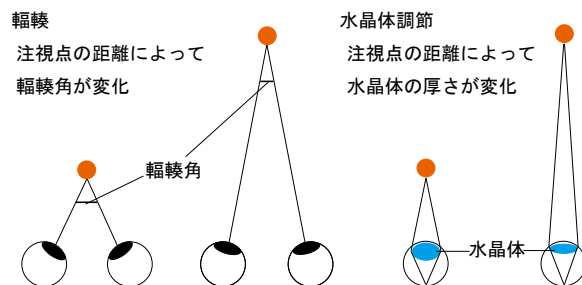 輻輳
注視点の距離によって
輻輳角が変化
輻輳角
水晶体調節
注視点の距離によって
水晶体の厚さが変化
水晶体